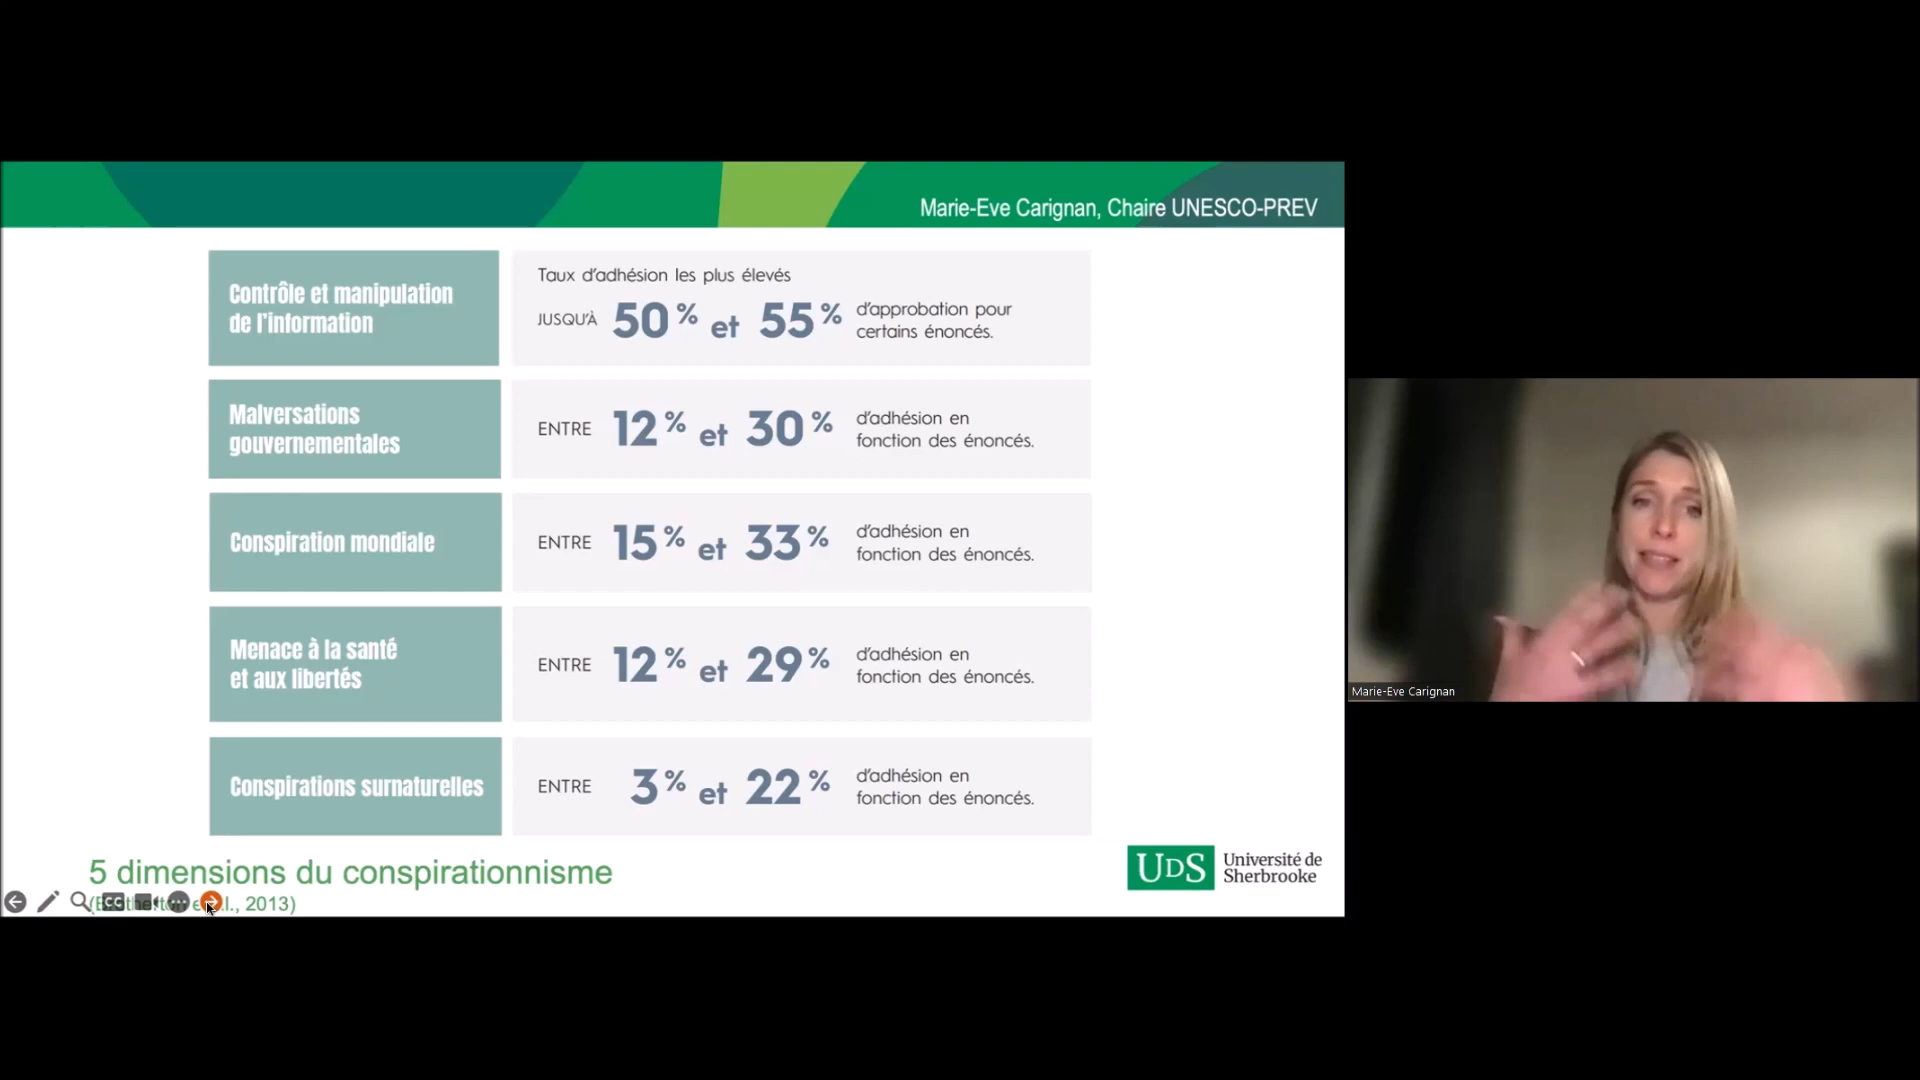 Marie-Eve Carignan, Chaire UNESCO-PREV
Contrôle et manipulation
de l'information
Taux d'adhésion les plus élevés
JUSQU'À 50 % et 55 % d'approbation pour
certains énoncés.
Malversations
gouvernementales
ENTRE 12 % et 30 % d'adhésion en
fonction des énoncés.
Conspiration mondiale
ENTRE 15 % et 33 % d'adhésion en
fonction des énoncés.
Menace à la santé
et aux libertés
ENTRE 12 % et 29 % d'adhésion en
fonction des énoncés.
Conspirations surnaturelles
ENTRE 3 % et 22 % d'adhésion en
fonction des énoncés.
5 dimensions du conspirationnisme
2013)
CC
UDS Université de
Sherbrooke
Marie-Eve Carignan